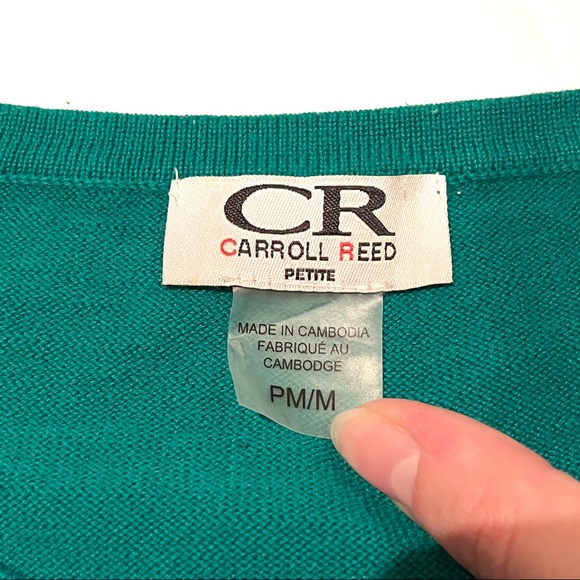 CR
CARROLL REED
PETITE
MADE IN CAMBODIA
FABRIQUÉ AU
CAMBODGE
PM/M